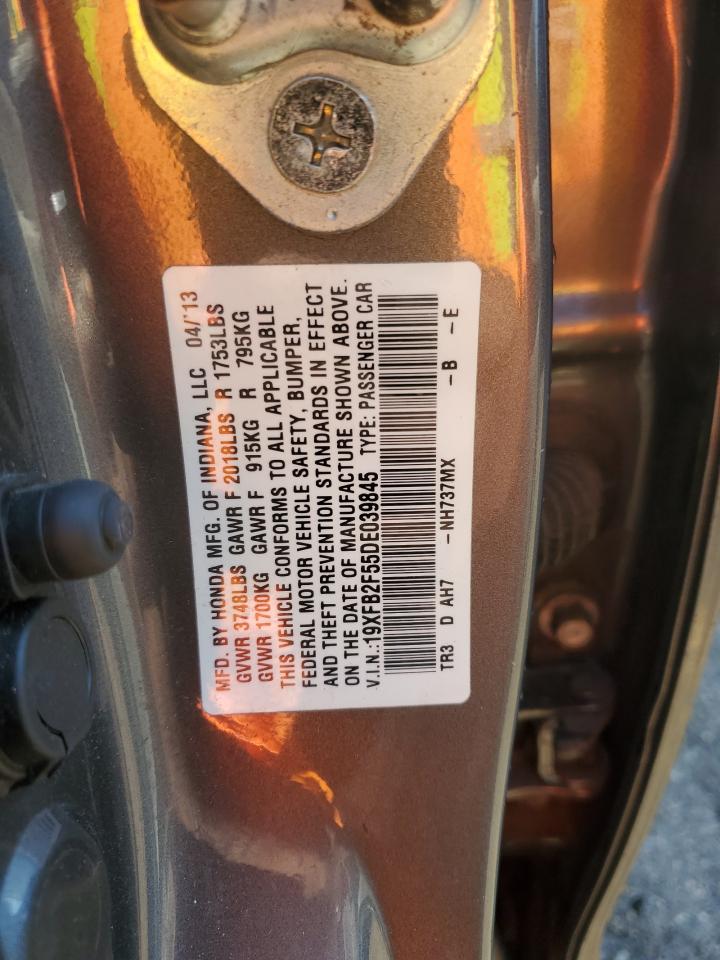 MFD. BY HONDA MFG. OF INDIANA, LLC 04/'13
GVWR 3748LBS GAWR F 2018LBS R 1753LBS
GVWR 1700KG GAWR F 915KG R 795KG
THIS VEHICLE CONFORMS TO ALL APPLICABLE
FEDERAL MOTOR VEHICLE SAFETY, BUMPER,
AND THEFT PREVENTION STANDARDS IN EFFECT
ON THE DATE OF MANUFACTURE SHOWN ABOVE.
V.I.N.:19XFB2F55DE039845 TYPE: PASSENGER CAR
TR3 D AH7 -NH737MX -B -E